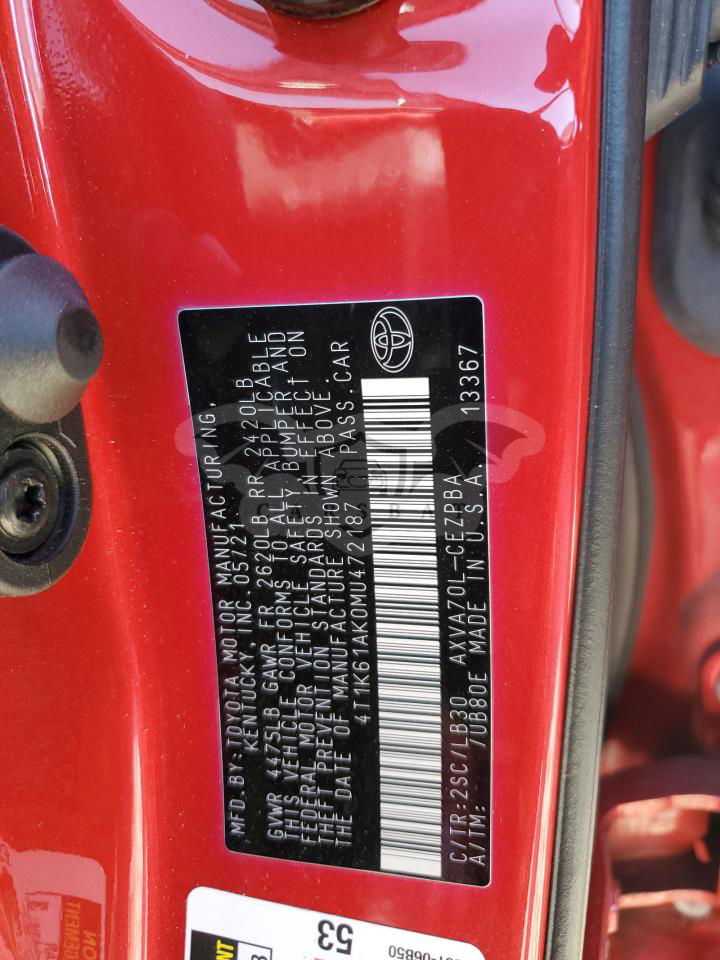 MFD. BY: TOYOTA MOTOR MANUFACTURING,
KENTUCKY, INC. 05/21
GVWR 4475LB GAWR FR 2620LB RR 2420LB
THIS VEHICLE CONFORMS TO ALL APPLICABLE
FEDERAL MOTOR VEHICLE SAFETY, BUMPER AND
THEFT PREVENTION STANDARDS IN EFFECT ON
THE DATE OF MANUFACTURE SHOWN ABOVE.
4T1K61AK0MU472187 PASS. CAR
C/TR: 2SC/LB30 AXVA70L-CEZPBA
A/TM: /UB80E MADE IN U.S.A. 13367
53